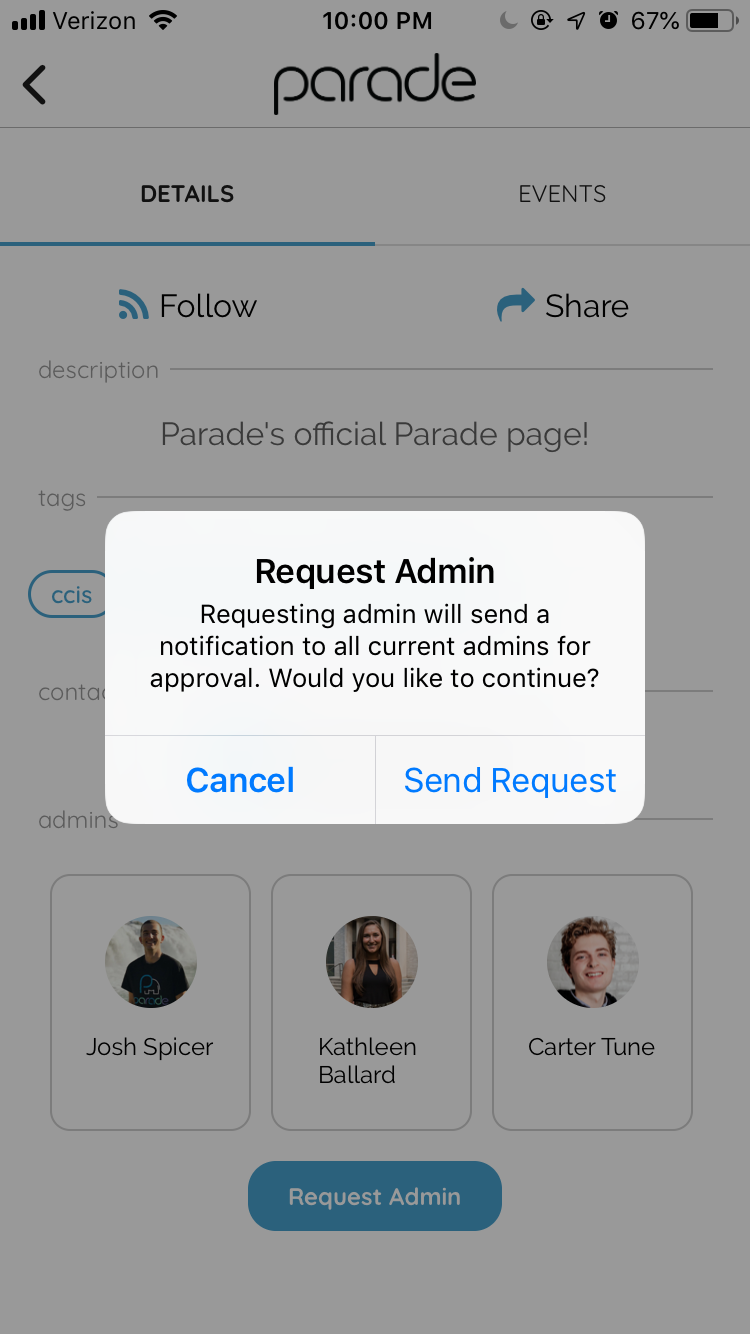 Verizon 10:00 PM 67%
parade
DETAILS EVENTS
Follow Share
description
Parade's official Parade page!
tags
Request Admin
Requesting admin will send a
notification to all current admins for
approval. Would you like to continue?
ccis
Cancel Send Request
admins
parade
Josh Spicer Kathleen Ballard Carter Tune
Request Admin